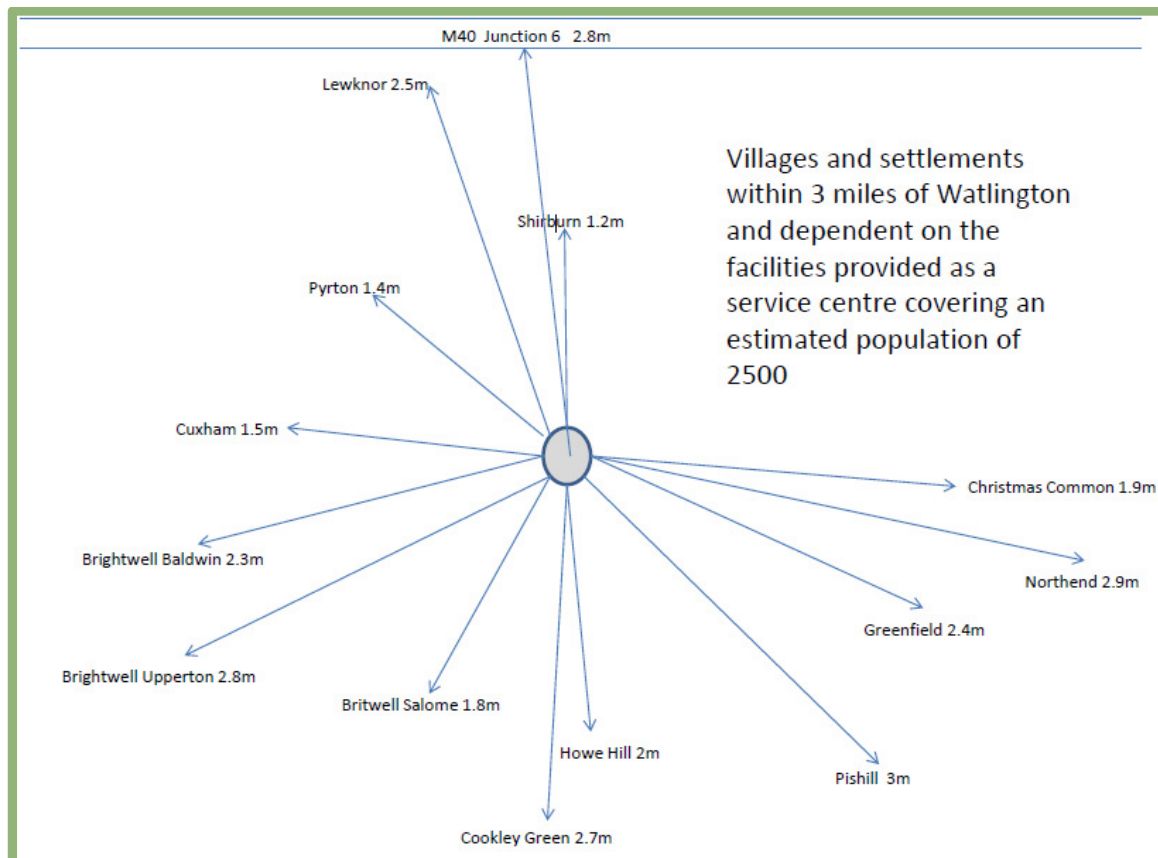 M40 Junction 6 2.8m
Lewknor 2.5m
Villages and settlements
within 3 miles of Watlington
and dependent on the
facilities provided as a
service centre covering an
estimated population of
2500
Shirburn 1.2m
Pyrton 1.4m
Cuxham 1.5m
Christmas Common 1.9m
Brightwell Baldwin 2.3m
Northend 2.9m
Greenfield 2.4m
Brightwell Upperton 2.8m
Britwell Salome 1.8m
Howe Hill 2m
Pishill 3m
Cookley Green 2.7m